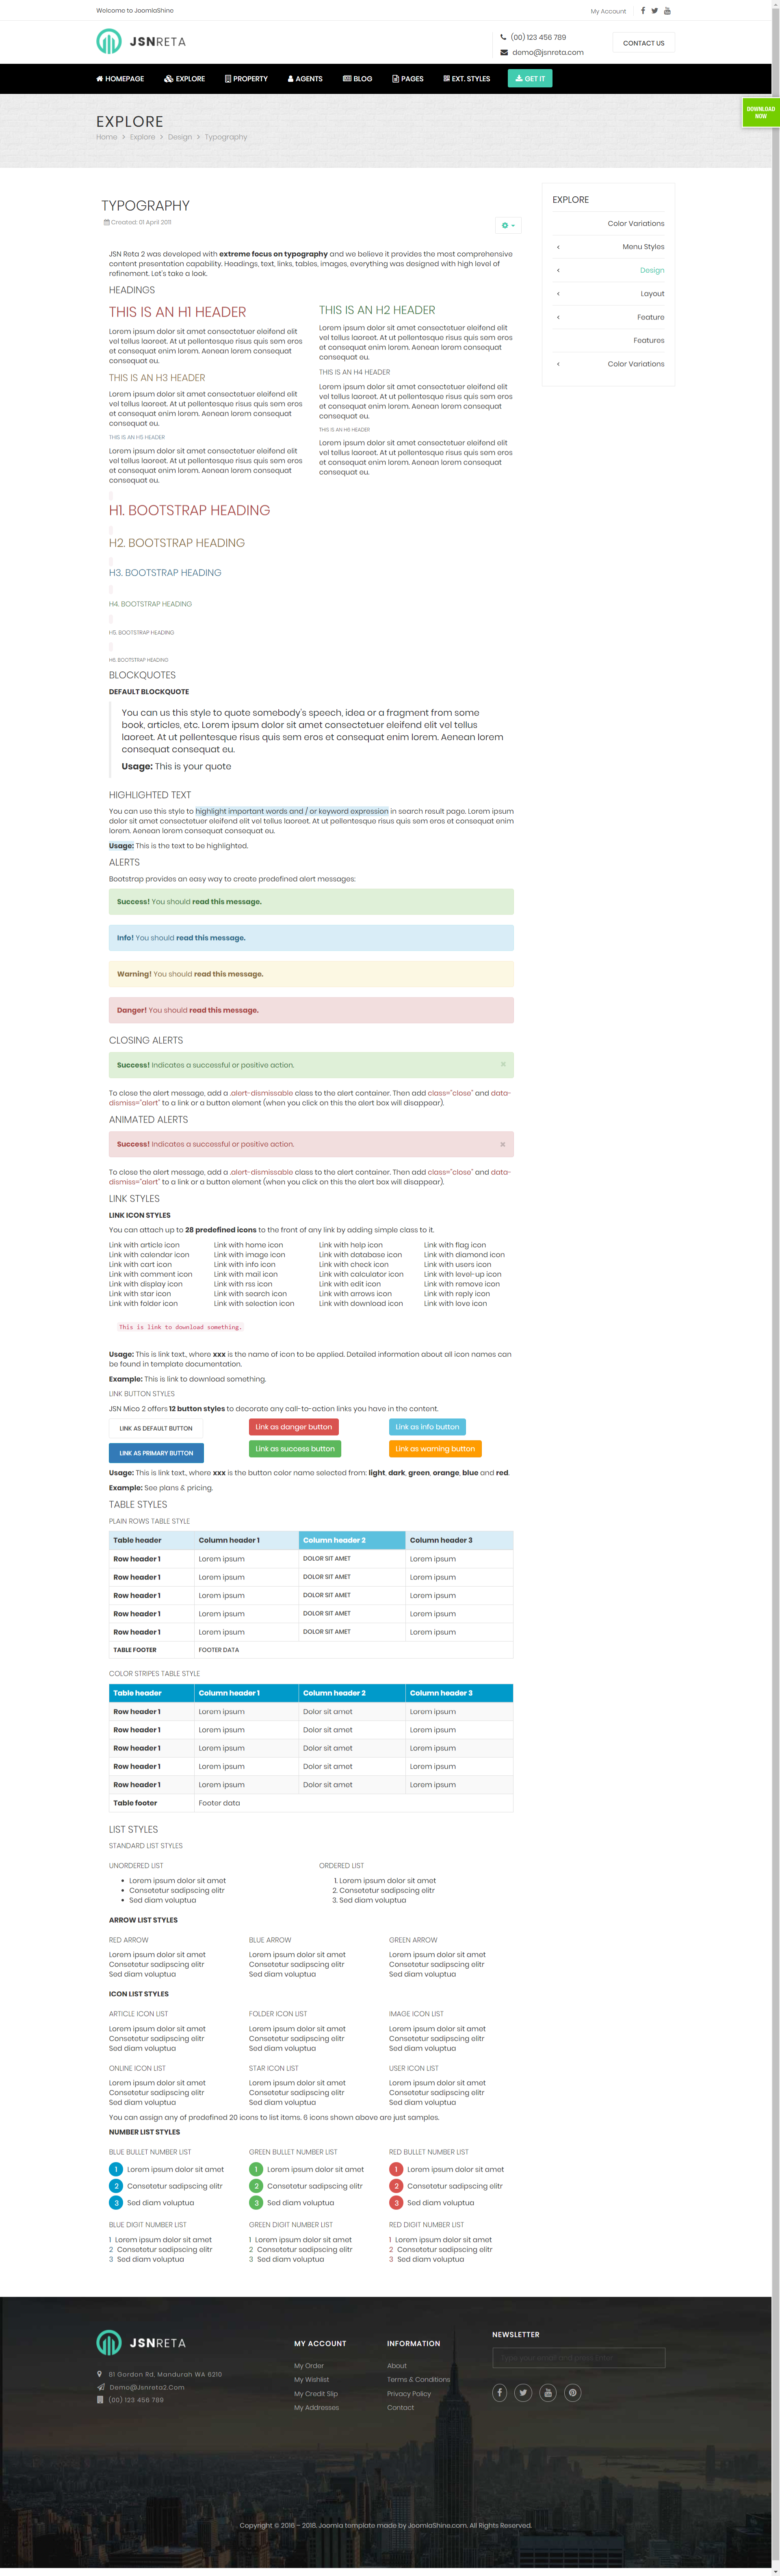 Welcome to JoomlaShine
My Account
JSNRETA
(00) 123 456 789
demo@jsnreta.com
CONTACT US
HOMEPAGE EXPLORE PROPERTY AGENTS BLOG PAGES EXT. STYLES GET IT
DOWNLOAD
NOW
EXPLORE
Home > Explore > Design > Typography
TYPOGRAPHY
Created: 01 April 2011
JSN Reta 2 was developed with extreme focus on typography and we believe it provides the most comprehensive
content presentation capability. Headings, text, links, tables, images, everything was designed with high level of
refinement. Let's take a look.
HEADINGS
THIS IS AN H1 HEADER
Lorem ipsum dolor sit amet consectetuer eleifend elit
vel tellus laoreet. At ut pellentesque risus quis sem eros
et consequat enim lorem. Aenean lorem consequat
consequat eu.
THIS IS AN H3 HEADER
Lorem ipsum dolor sit amet consectetuer eleifend elit
vel tellus laoreet. At ut pellentesque risus quis sem eros
et consequat enim lorem. Aenean lorem consequat
consequat eu.
THIS IS AN H5 HEADER
Lorem ipsum dolor sit amet consectetuer eleifend elit
vel tellus laoreet. At ut pellentesque risus quis sem eros
et consequat enim lorem. Aenean lorem consequat
consequat eu.
THIS IS AN H2 HEADER
Lorem ipsum dolor sit amet consectetuer eleifend elit
vel tellus laoreet. At ut pellentesque risus quis sem eros
et consequat enim lorem. Aenean lorem consequat
consequat eu.
THIS IS AN H4 HEADER
Lorem ipsum dolor sit amet consectetuer eleifend elit
vel tellus laoreet. At ut pellentesque risus quis sem eros
et consequat enim lorem. Aenean lorem consequat
consequat eu.
THIS IS AN H6 HEADER
Lorem ipsum dolor sit amet consectetuer eleifend elit
vel tellus laoreet. At ut pellentesque risus quis sem eros
et consequat enim lorem. Aenean lorem consequat
consequat eu.
EXPLORE
Color Variations
< Menu Styles
< Design
< Layout
< Feature
Features
< Color Variations
H1. BOOTSTRAP HEADING
H2. BOOTSTRAP HEADING
H3. BOOTSTRAP HEADING
H4. BOOTSTRAP HEADING
H5. BOOTSTRAP HEADING
H6. BOOTSTRAP HEADING
BLOCKQUOTES
DEFAULT BLOCKQUOTE
You can us this style to quote somebody's speech, idea or a fragment from some
book, articles, etc. Lorem ipsum dolor sit amet consectetuer eleifend elit vel tellus
laoreet. At ut pellentesque risus quis sem eros et consequat enim lorem. Aenean lorem
consequat consequat eu.
Usage: This is your quote
HIGHLIGHTED TEXT
You can use this style to highlight important words and / or keyword expression in search result page. Lorem ipsum
dolor sit amet consectetuer eleifend elit vel tellus laoreet. At ut pellentesque risus quis sem eros et consequat enim
lorem. Aenean lorem consequat consequat eu.
Usage: This is the text to be highlighted.
ALERTS
Bootstrap provides an easy way to create predefined alert messages:
Success! You should read this message.
Info! You should read this message.
Warning! You should read this message.
Danger! You should read this message.
CLOSING ALERTS
Success! Indicates a successful or positive action. ×
To close the alert message, add a .alert-dismissable class to the alert container. Then add class="close" and data-
dismiss="alert" to a link or a button element (when you click on this the alert box will disappear).
ANIMATED ALERTS
Success! Indicates a successful or positive action. ×
To close the alert message, add a .alert-dismissable class to the alert container. Then add class="close" and data-
dismiss="alert" to a link or a button element (when you click on this the alert box will disappear).
LINK STYLES
LINK ICON STYLES
You can attach up to 28 predefined icons to the front of any link by adding simple class to it.
Link with article icon Link with home icon Link with help icon Link with flag icon
Link with calendar icon Link with image icon Link with database icon Link with diamond icon
Link with cart icon Link with info icon Link with chock icon Link with users icon
Link with comment icon Link with mail icon Link with calculator icon Link with level-up icon
Link with display icon Link with rss icon Link with edit icon Link with remove icon
Link with star icon Link with search icon Link with arrows icon Link with reply icon
Link with folder icon Link with selection icon Link with download icon Link with love icon
This is link to download something.
Usage: This is link text., where xxx is the name of icon to be applied. Detailed information about all icon names can
be found in template documentation.
Example: This is link to download something.
LINK BUTTON STYLES
JSN Mico 2 offers 12 button styles to decorate any call-to-action links you have in the content.
LINK AS DEFAULT BUTTON Link as danger button Link as info button
LINK AS PRIMARY BUTTON Link as success button Link as warning button
Usage: This is link text., where xxx is the button color name selected from: light, dark, green, orange, blue and red.
Example: See plans & pricing.
TABLE STYLES
PLAIN ROWS TABLE STYLE
Table header Column header 1 Column header 2 Column header 3
Row header 1 Lorem ipsum DOLOR SIT AMET Lorem ipsum
Row header 1 Lorem ipsum DOLOR SIT AMET Lorem ipsum
Row header 1 Lorem ipsum DOLOR SIT AMET Lorem ipsum
Row header 1 Lorem ipsum DOLOR SIT AMET Lorem ipsum
Row header 1 Lorem ipsum DOLOR SIT AMET Lorem ipsum
TABLE FOOTER FOOTER DATA
COLOR STRIPES TABLE STYLE
Table header Column header 1 Column header 2 Column header 3
Row header 1 Lorem ipsum Dolor sit amet Lorem ipsum
Row header 1 Lorem ipsum Dolor sit amet Lorem ipsum
Row header 1 Lorem ipsum Dolor sit amet Lorem ipsum
Row header 1 Lorem ipsum Dolor sit amet Lorem ipsum
Row header 1 Lorem ipsum Dolor sit amet Lorem ipsum
Table footer Footer data
LIST STYLES
STANDARD LIST STYLES
UNORDERED LIST
• Lorem ipsum dolor sit amet
• Consetetur sadipscing elitr
• Sed diam voluptua
ORDERED LIST
1. Lorem ipsum dolor sit amet
2. Consetetur sadipscing elitr
3. Sed diam voluptua
ARROW LIST STYLES
RED ARROW BLUE ARROW GREEN ARROW
Lorem ipsum dolor sit amet Lorem ipsum dolor sit amet Lorem ipsum dolor sit amet
Consetetur sadipscing elitr Consetetur sadipscing elitr Consetetur sadipscing elitr
Sed diam voluptua Sed diam voluptua Sed diam voluptua
ICON LIST STYLES
ARTICLE ICON LIST FOLDER ICON LIST IMAGE ICON LIST
Lorem ipsum dolor sit amet Lorem ipsum dolor sit amet Lorem ipsum dolor sit amet
Consetetur sadipscing elitr Consetetur sadipscing elitr Consetetur sadipscing elitr
Sed diam voluptua Sed diam voluptua Sed diam voluptua
ONLINE ICON LIST STAR ICON LIST USER ICON LIST
Lorem ipsum dolor sit amet Lorem ipsum dolor sit amet Lorem ipsum dolor sit amet
Consetetur sadipscing elitr Consetetur sadipscing elitr Consetetur sadipscing elitr
Sed diam voluptua Sed diam voluptua Sed diam voluptua
You can assign any of predefined 20 icons to list items. 6 icons shown above are just samples.
NUMBER LIST STYLES
BLUE BULLET NUMBER LIST GREEN BULLET NUMBER LIST RED BULLET NUMBER LIST
1 Lorem ipsum dolor sit amet 1 Lorem ipsum dolor sit amet 1 Lorem ipsum dolor sit amet
2 Consetetur sadipscing elitr 2 Consetetur sadipscing elitr 2 Consetetur sadipscing elitr
3 Sed diam voluptua 3 Sed diam voluptua 3 Sed diam voluptua
BLUE DIGIT NUMBER LIST GREEN DIGIT NUMBER LIST RED DIGIT NUMBER LIST
1 Lorem ipsum dolor sit amet 1 Lorem ipsum dolor sit amet 1 Lorem ipsum dolor sit amet
2 Consetetur sadipscing elitr 2 Consetetur sadipscing elitr 2 Consetetur sadipscing elitr
3 Sed diam voluptua 3 Sed diam voluptua 3 Sed diam voluptua
JSNRETA
81 Gordon Rd, Mandurah WA 6210
Demo@Jsnreta2.Com
(00) 123 456 789
MY ACCOUNT
My Order
My Wishlist
My Credit Slip
My Addresses
INFORMATION
About
Terms & Conditions
Privacy Policy
Contact
NEWSLETTER
Copyright © 2016 – 2018. Joomla template made by JoomlaShine.com. All Rights Reserved.